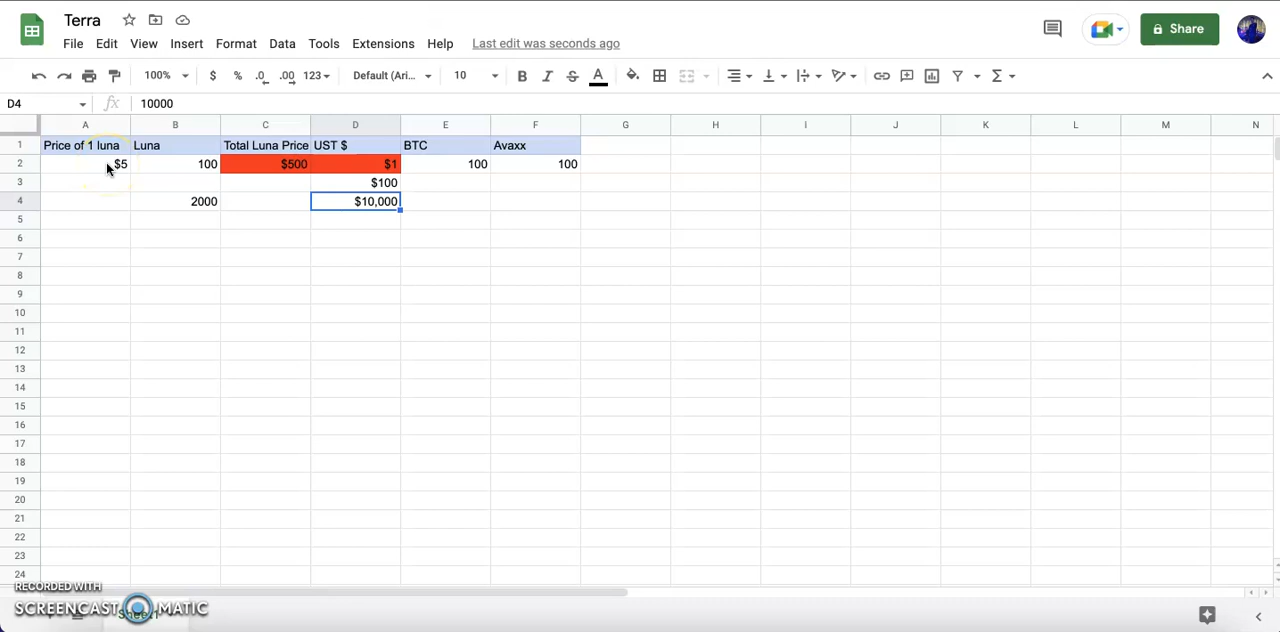 Terra
File Edit View Insert Format Data Tools Extensions Help Last edit was seconds ago
Share
100% $ % .0 .00 123 Default (Ari... 10 B I S A
D4 fx 10000
A B C D E F G H I J K L M N
1 Price of 1 luna Luna Total Luna Price UST $ BTC Avaxx
2 $5 100 $500 $1 100 100
3 $100
4 2000 $10,000
5
6
7
8
9
10
11
12
13
14
15
16
17
18
19
20
21
22
23
24
RECORDED WITH
SCREENCAST MATIC
Sheet1